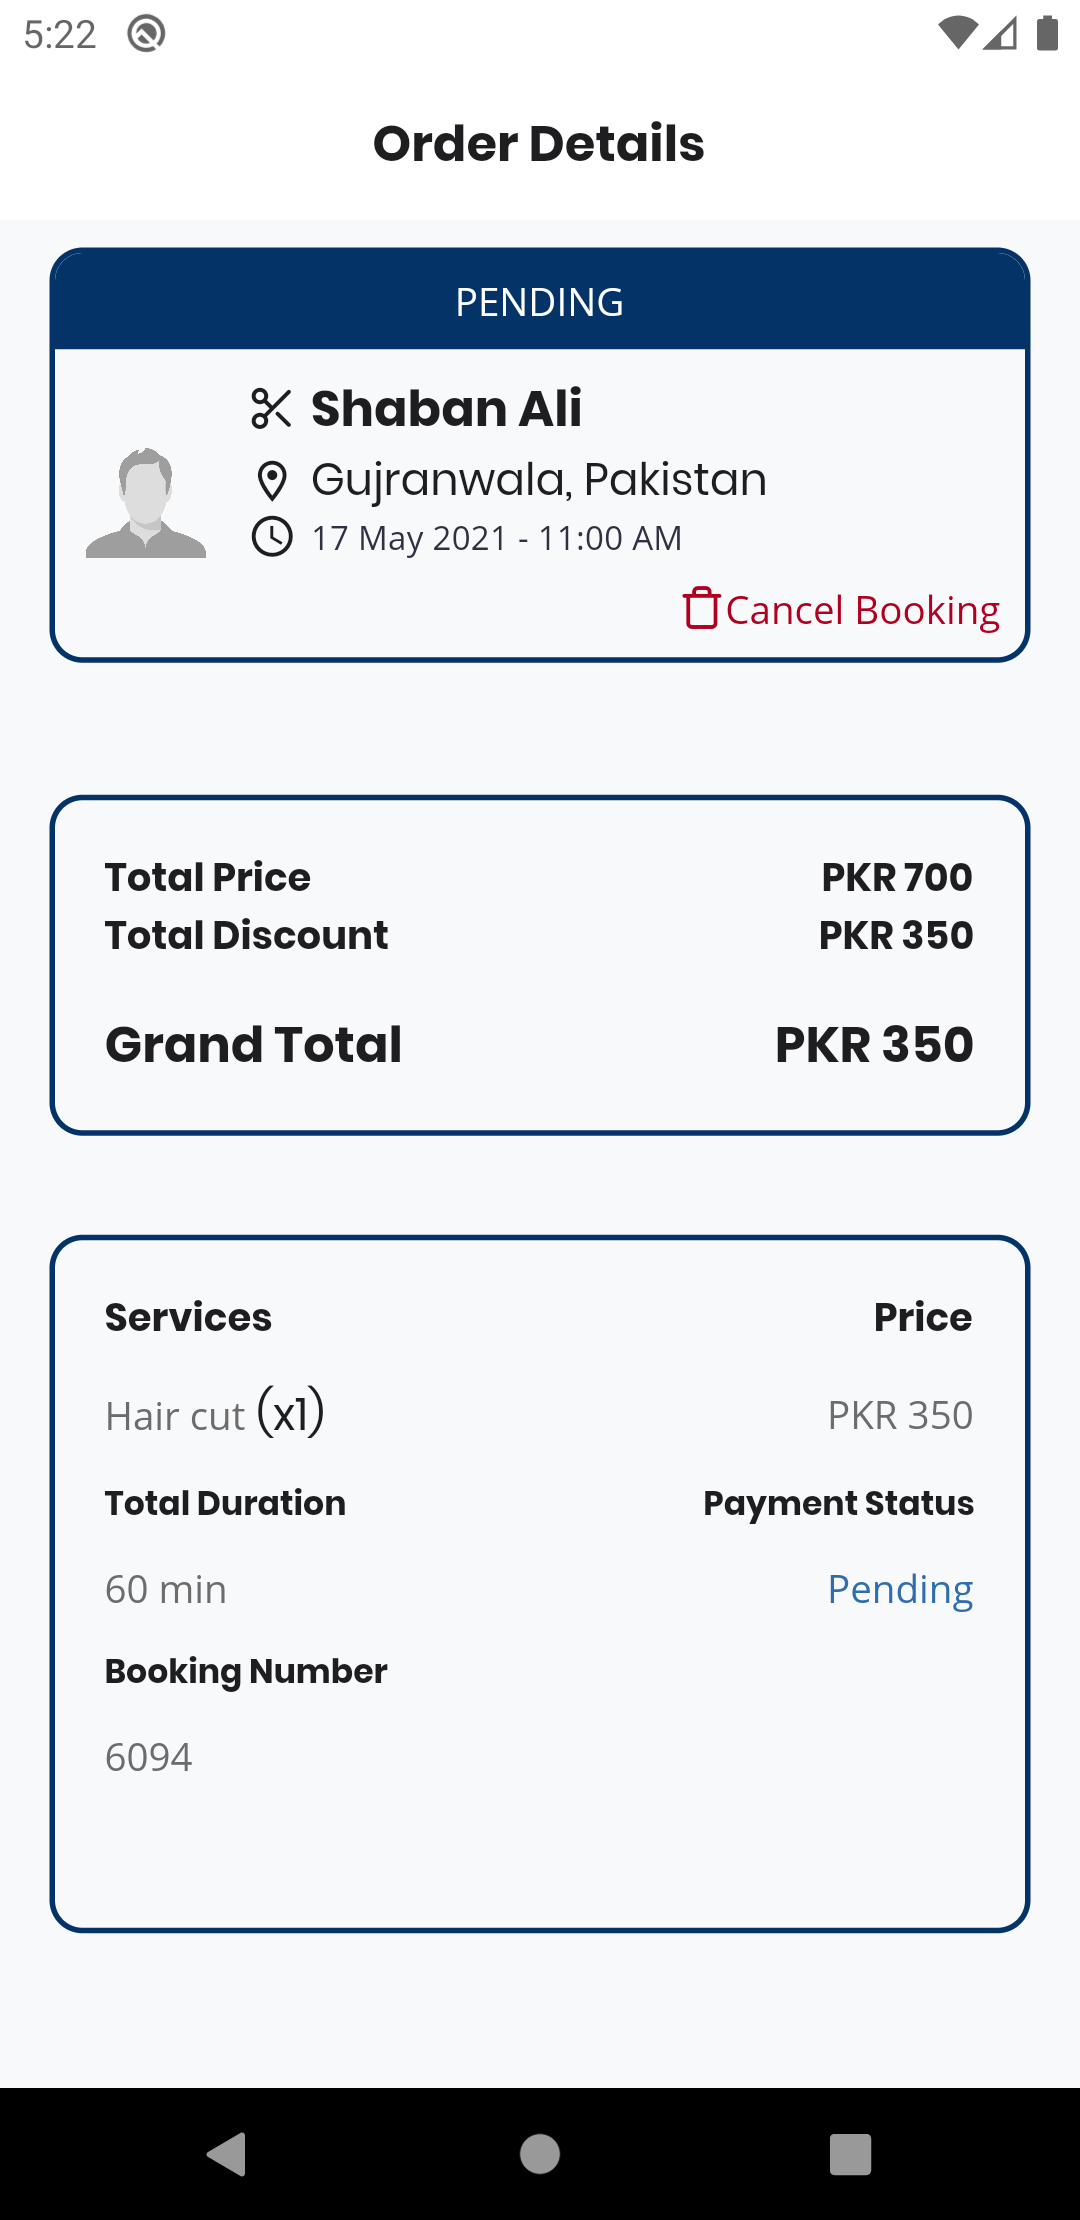 5:22
Order Details
PENDING
Shaban Ali
Gujranwala, Pakistan
17 May 2021 - 11:00 AM
Cancel Booking
Total Price PKR 700
Total Discount PKR 350
Grand Total PKR 350
Services Price
Hair cut (x1) PKR 350
Total Duration Payment Status
60 min Pending
Booking Number
6094